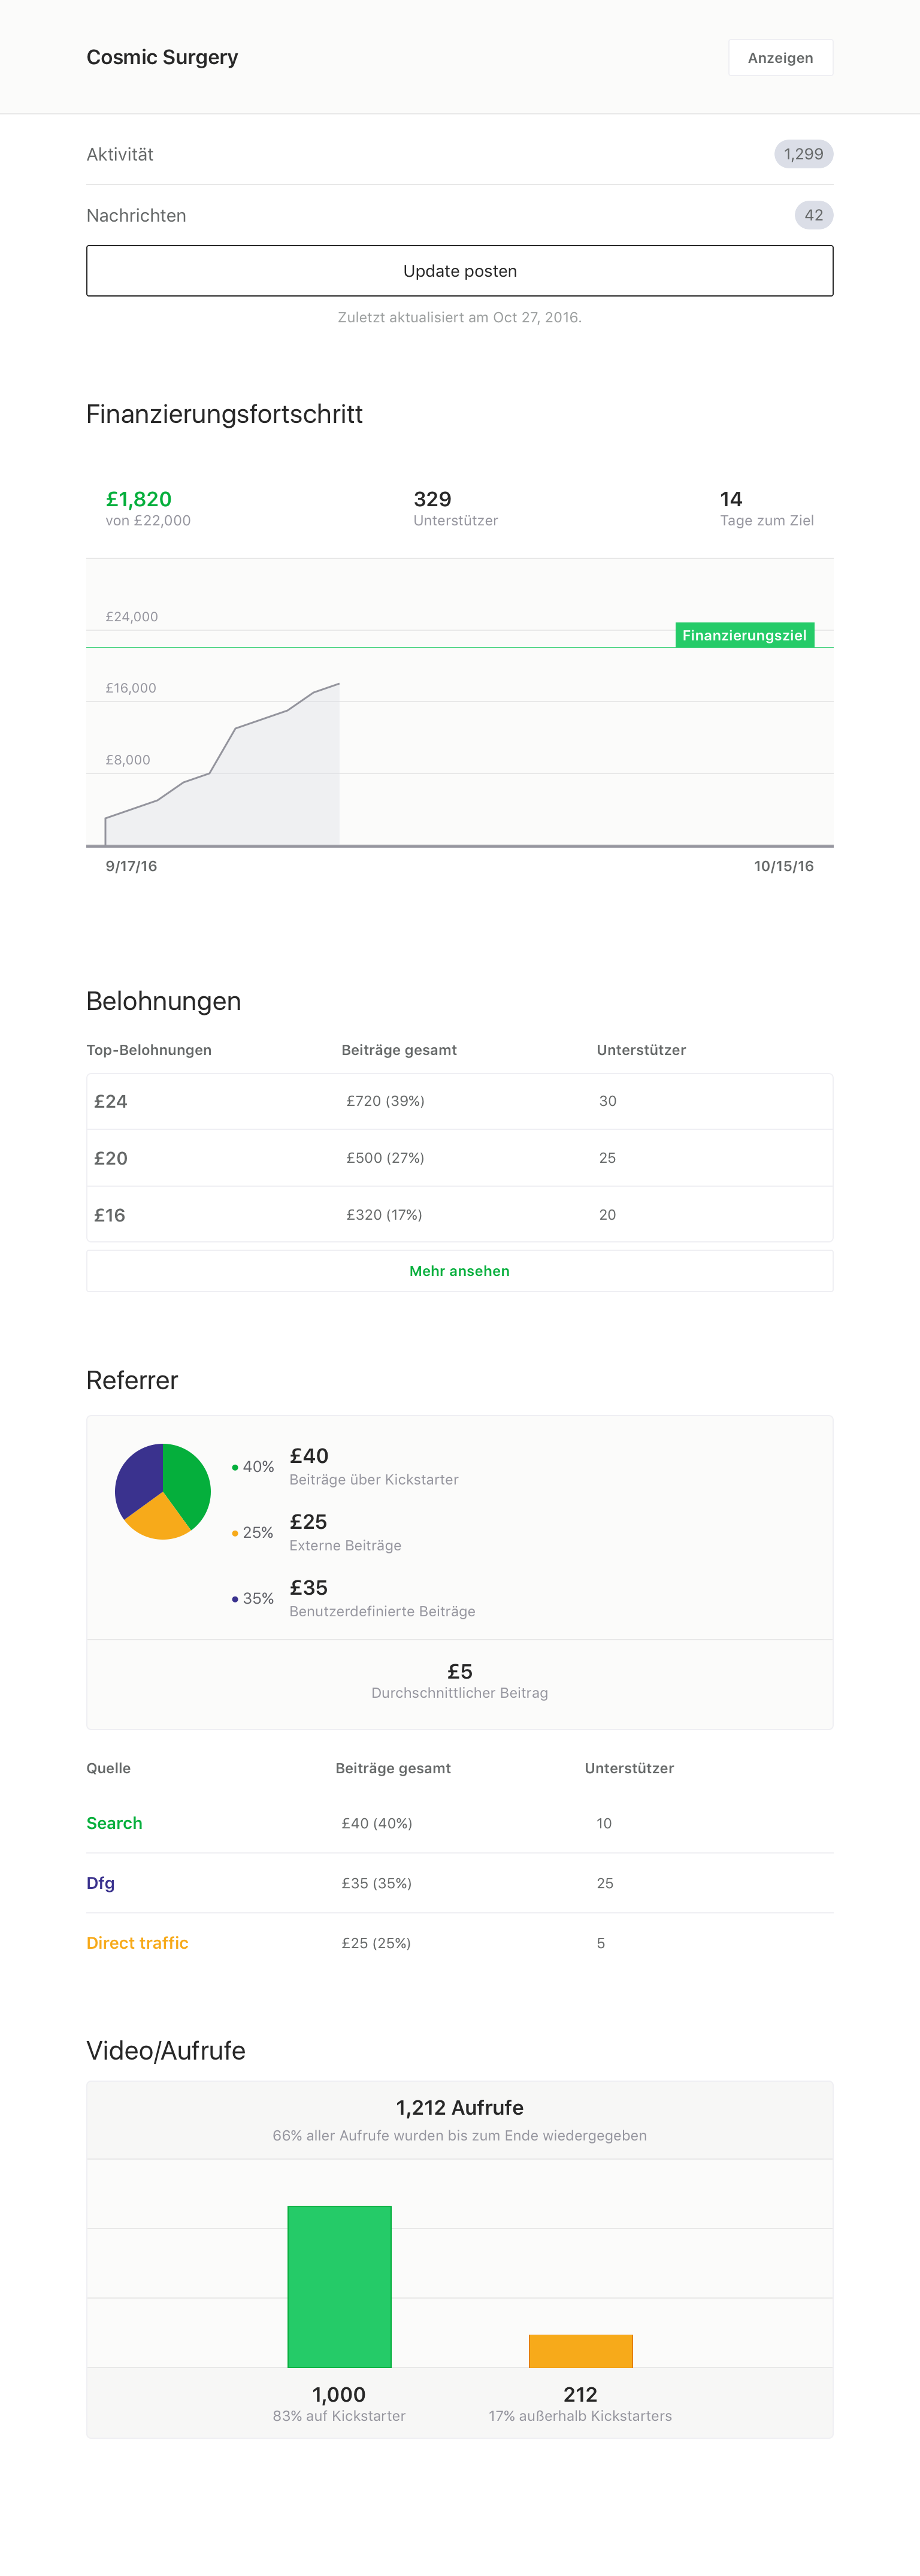 Cosmic Surgery
Anzeigen
Aktivität
1,299
Nachrichten
42
Update posten
Zuletzt aktualisiert am Oct 27, 2016.
Finanzierungsfortschritt
£1,820
von £22,000
329
Unterstützer
14
Tage zum Ziel
£24,000
Finanzierungsziel
£16,000
£8,000
9/17/16
10/15/16
Belohnungen
Top-Belohnungen
Beiträge gesamt
Unterstützer
£24
£720 (39%)
30
£20
£500 (27%)
25
£16
£320 (17%)
20
Mehr ansehen
Referrer
40%
£40
Beiträge über Kickstarter
25%
£25
Externe Beiträge
35%
£35
Benutzerdefinierte Beiträge
£5
Durchschnittlicher Beitrag
Quelle
Beiträge gesamt
Unterstützer
Search
£40 (40%)
10
Dfg
£35 (35%)
25
Direct traffic
£25 (25%)
5
Video/Aufrufe
1,212 Aufrufe
66% aller Aufrufe wurden bis zum Ende wiedergegeben
1,000
83% auf Kickstarter
212
17% außerhalb Kickstarters